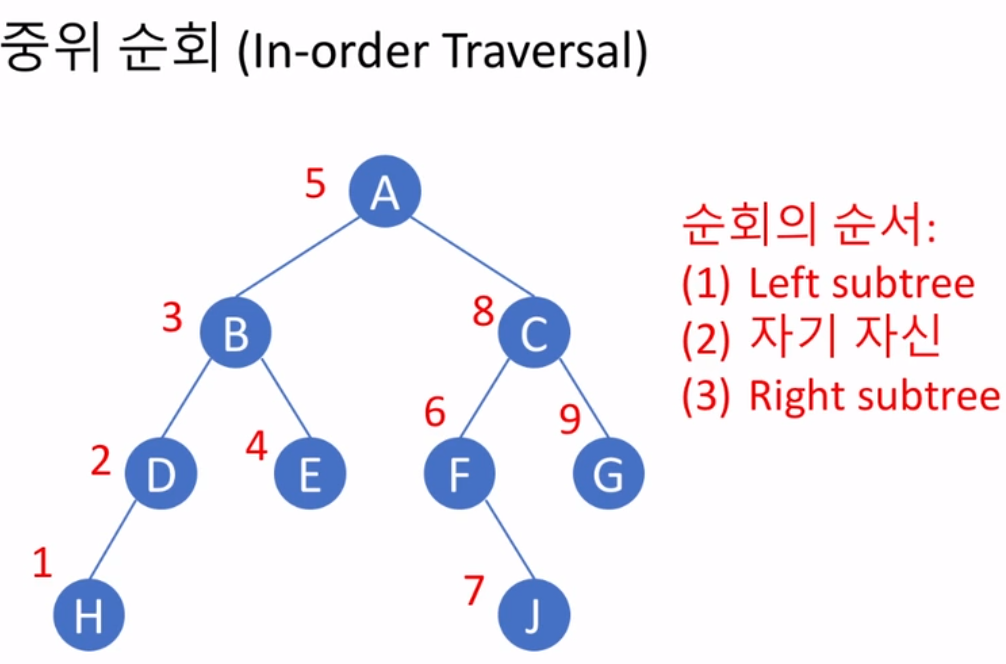 중위 순회 (In-order Traversal)
5 A
순회의 순서:
(1) Left subtree
(2) 자기 자신
(3) Right subtree
3 B
8 C
2 D
4 E
6 F
9 G
1 H
7 J